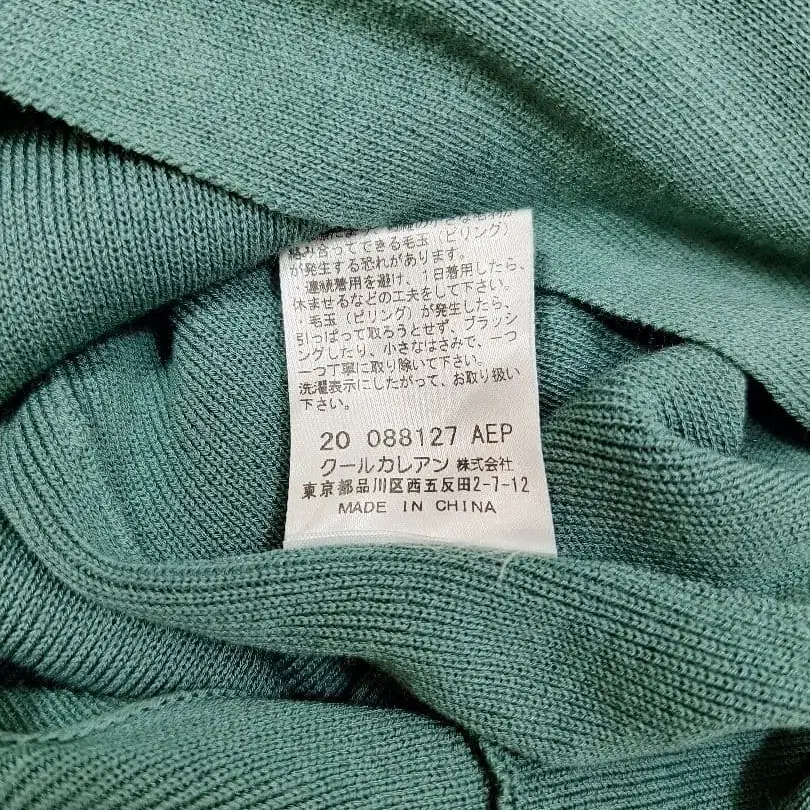 絡み合ってできる毛玉（ピリング）
が発生する恐れがあります。
・連続着用を避け、1日着用したら、
休ませるなどの工夫をして下さい。
・毛玉（ピリング）が発生したら、
引っぱって取ろうとせず、ブラッシ
ングしたり、小さなはさみで、一つ
一つ丁寧に取り除いて下さい。
洗濯表示にしたがって、お取り扱い
下さい。
20 088127 AEP
クールカレアン 株式会社
東京都品川区西五反田2-7-12
MADE IN CHINA